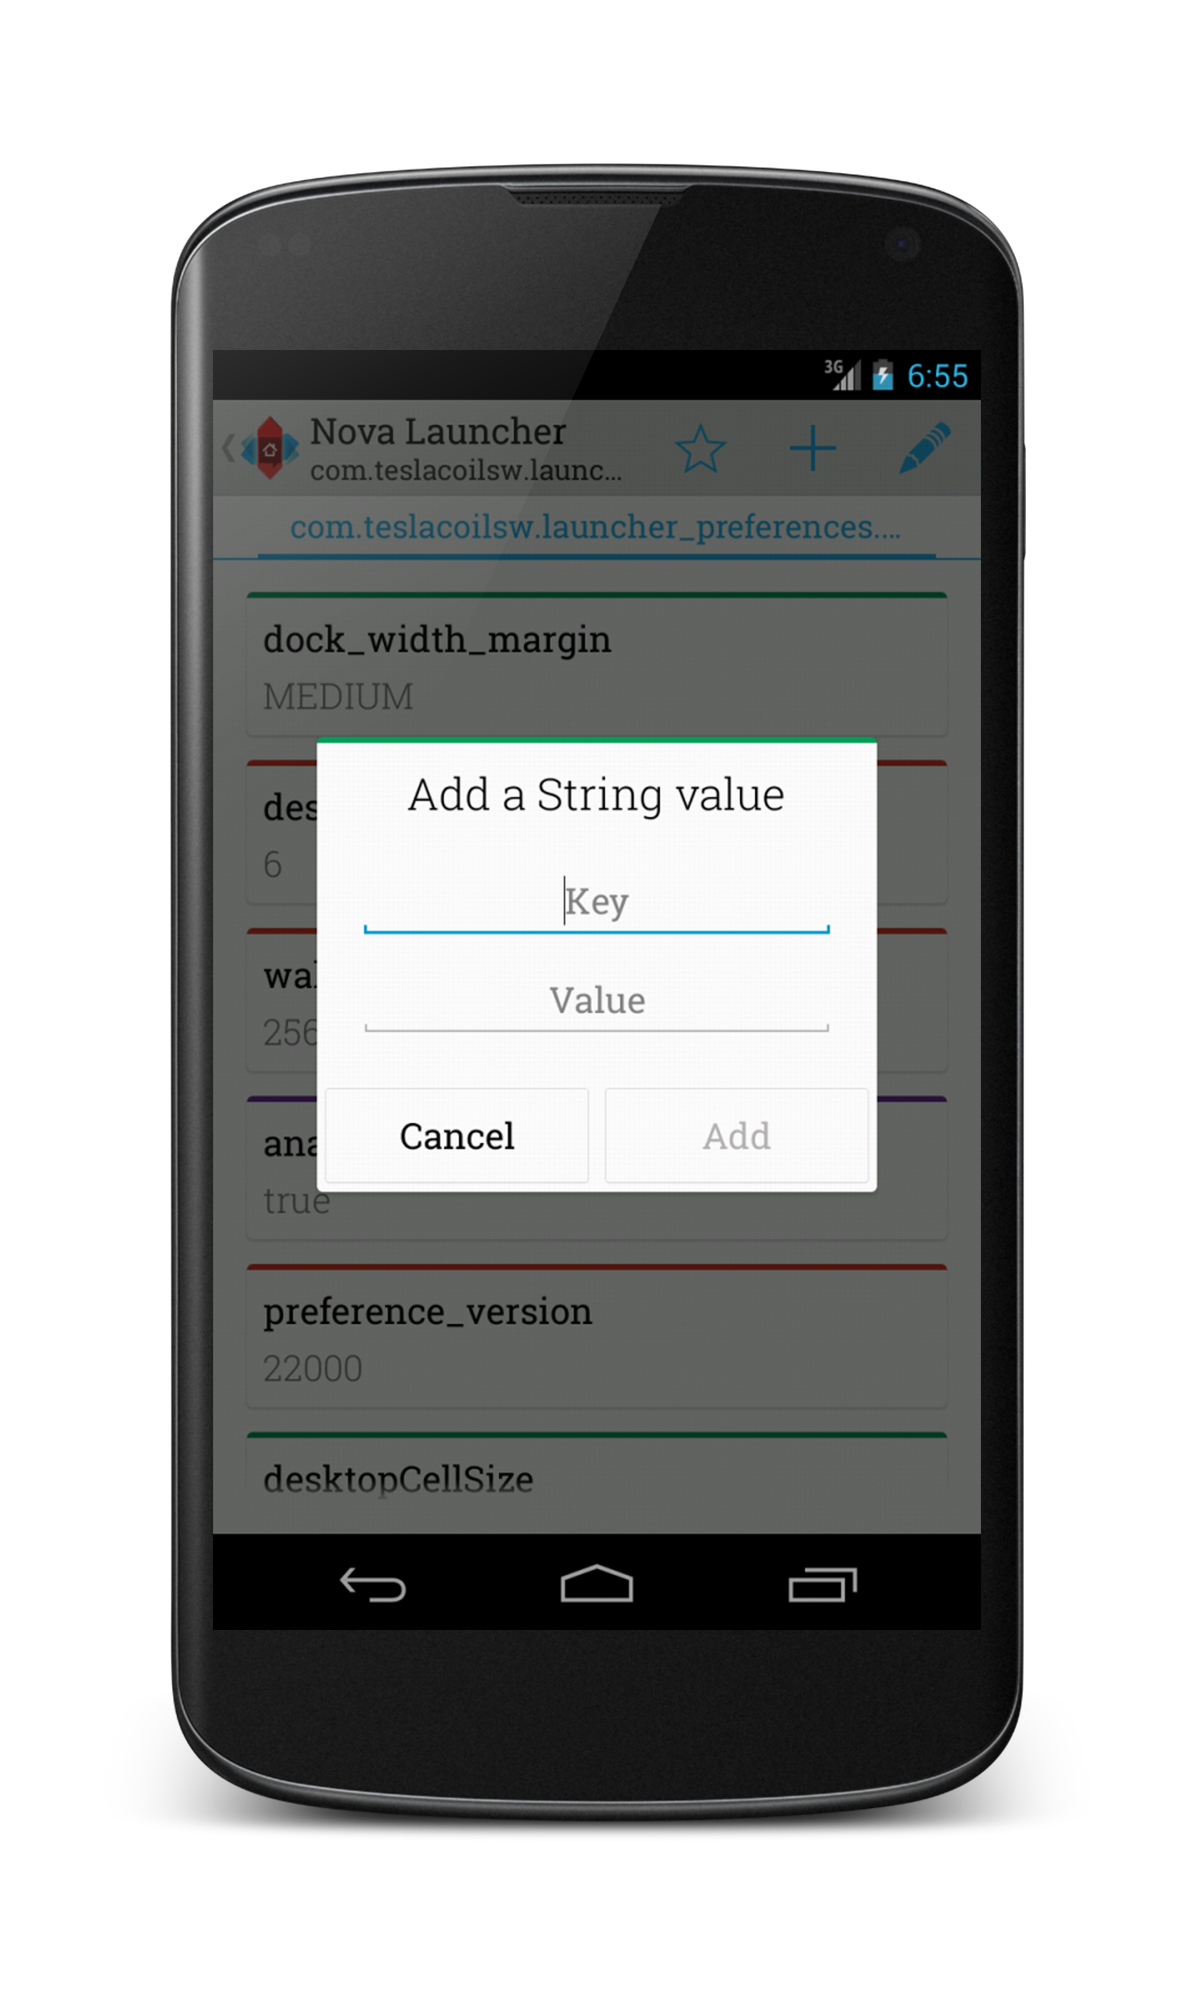 3G 6:55
Nova Launcher
com.teslacoilsw.launc...
com.teslacoilsw.launcher_preferences....
dock_width_margin
MEDIUM
des
6
wal
256
ana
true
preference_version
22000
desktopCellSize
Add a String value
Key
Value
Cancel Add